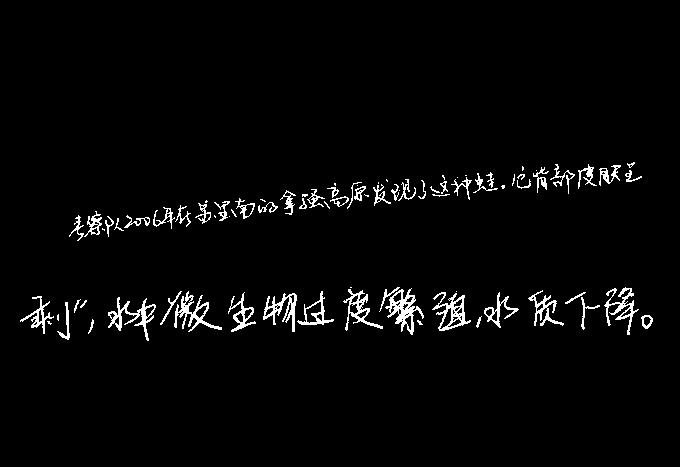 考察队2006年在苏里南的拿骚高原发现了这种蛙。它背部皮肤呈
剩”,水中微生物过度繁殖,水质下降。